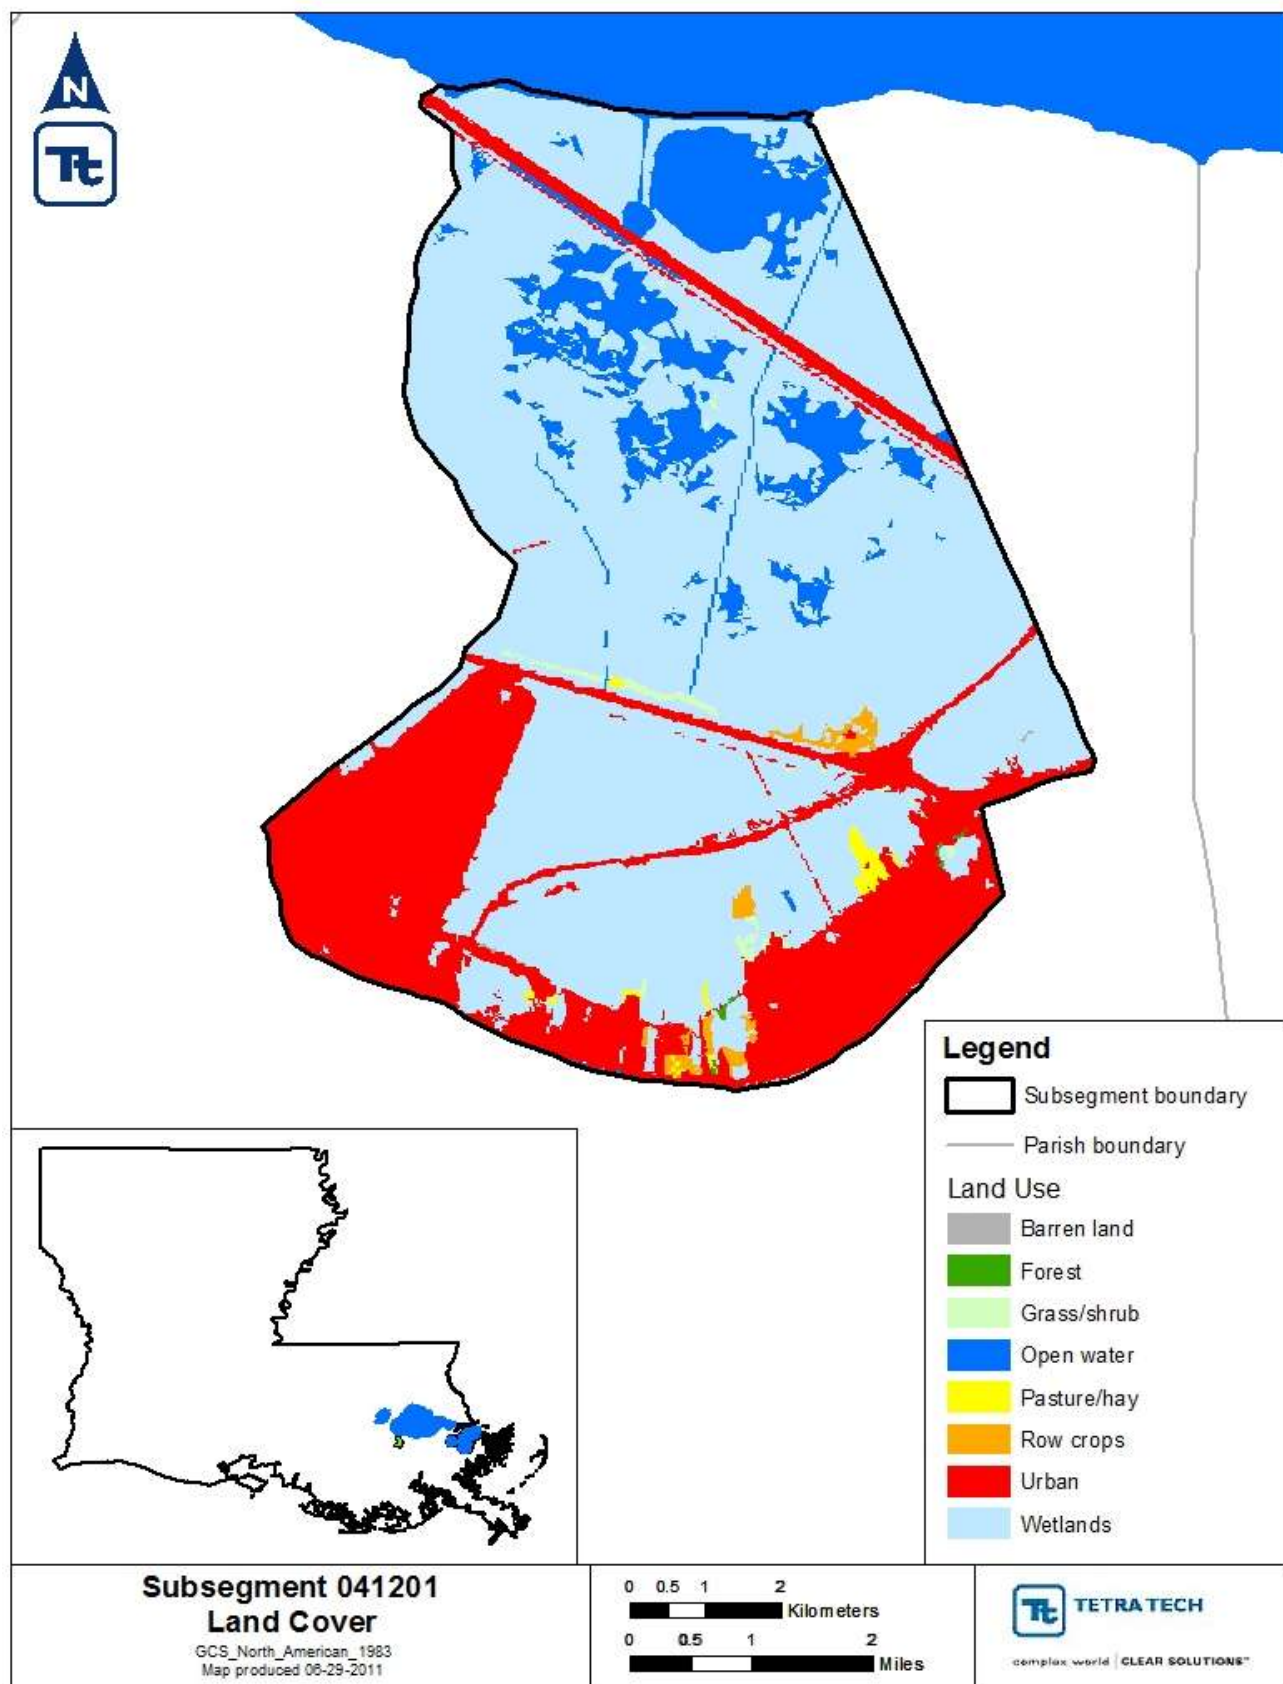 N
Tt
Legend
Subsegment boundary
Parish boundary
Land Use
Barren land
Forest
Grass/shrub
Open water
Pasture/hay
Row crops
Urban
Wetlands
Subsegment 041201
Land Cover
GCS_North_American_1983
Map produced 06-29-2011
0 0.5 1 2
Kilometers
0 0.5 1 2
Miles
Tt TETRA TECH
complex world | CLEAR SOLUTIONS™